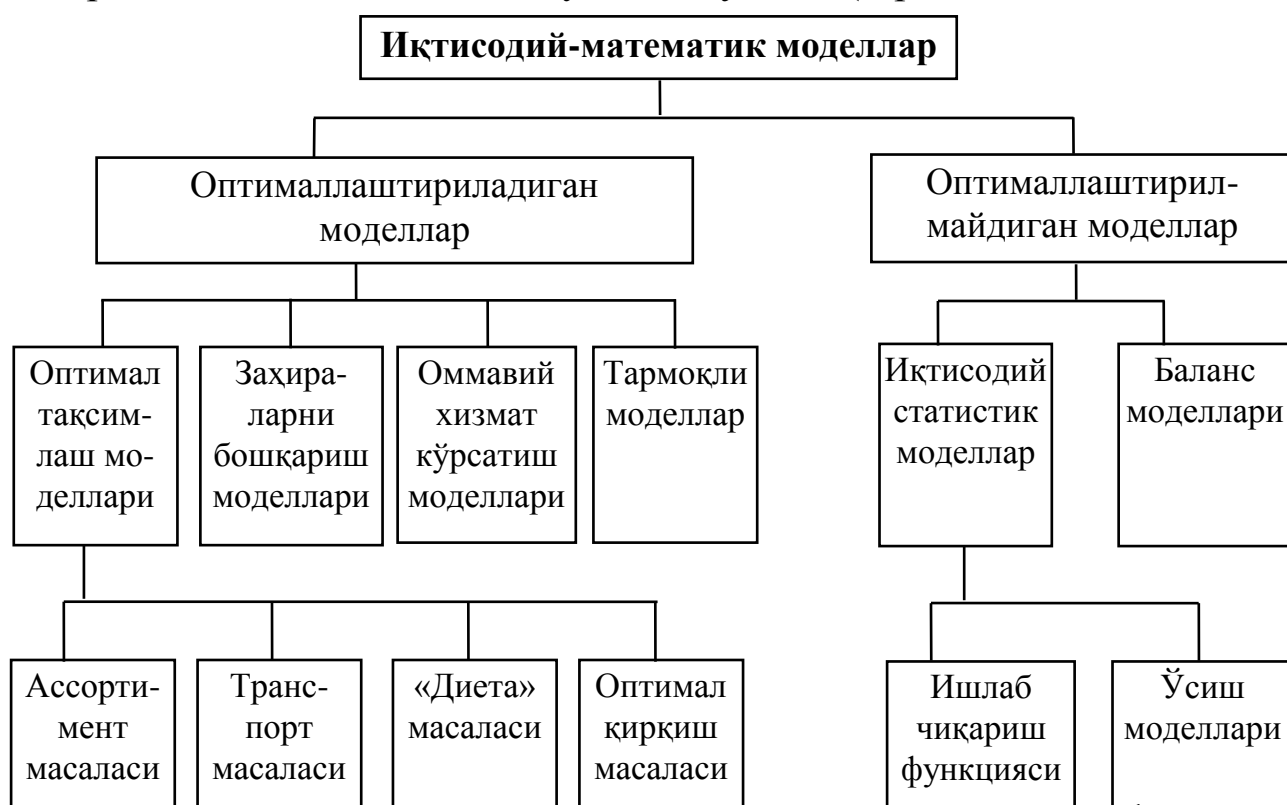 Иқтисодий-математик моделлар
Оптималлаштириладиган
моделлар
Оптималлаштирил-
майдиган моделлар
Оптимал
тақсим-
лаш мо-
деллари
Заҳира-
ларни
бошқариш
моделлари
Оммавий
хизмат
кўрсатиш
моделлари
Тармоқли
моделлар
Иқтисодий
статистик
моделлар
Баланс
моделлари
Ассорти-
мент
масаласи
Транс-
порт
масаласи
«Диета»
масаласи
Оптимал
қирқиш
масаласи
Ишлаб
чиқариш
функцияси
Ўсиш
моделлари